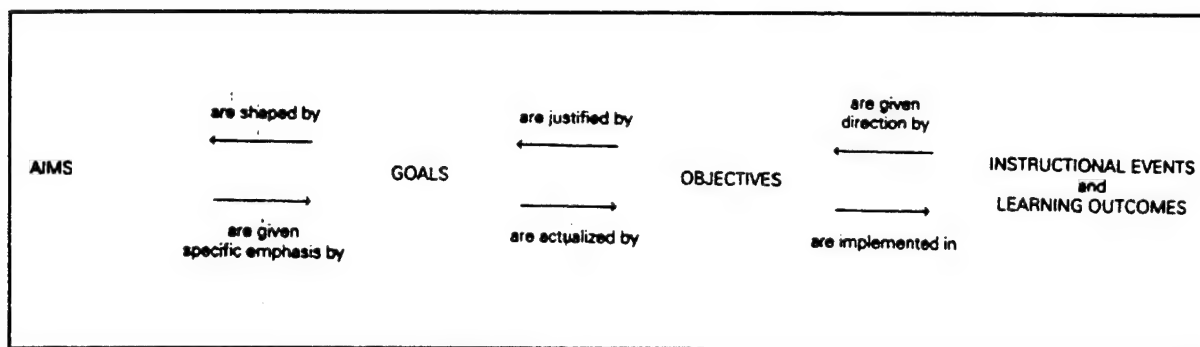 are shaped by
are justified by
are given
direction by
AIMS
GOALS
OBJECTIVES
INSTRUCTIONAL EVENTS
and
LEARNING OUTCOMES
are given
specific emphasis by
are actualized by
are implemented in